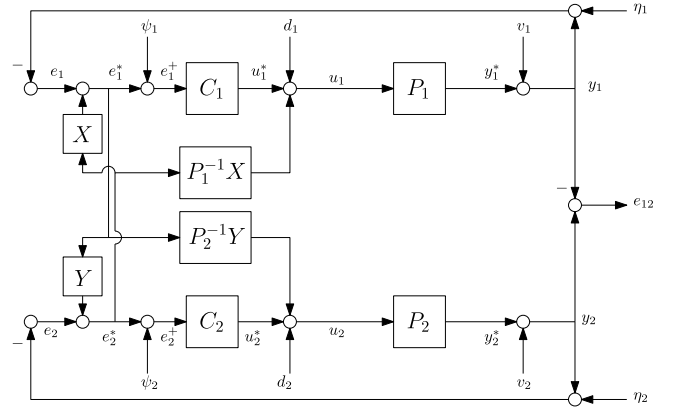 η₁
ψ₁ d₁ v₁
−
e₁ e₁* e₁⁺ C₁ u₁* u₁ P₁ y₁* y₁
X
P₁⁻¹X
− e₁₂
P₂⁻¹Y
Y
− e₂ e₂* e₂⁺ C₂ u₂* u₂ P₂ y₂* y₂
ψ₂ d₂ v₂
η₂